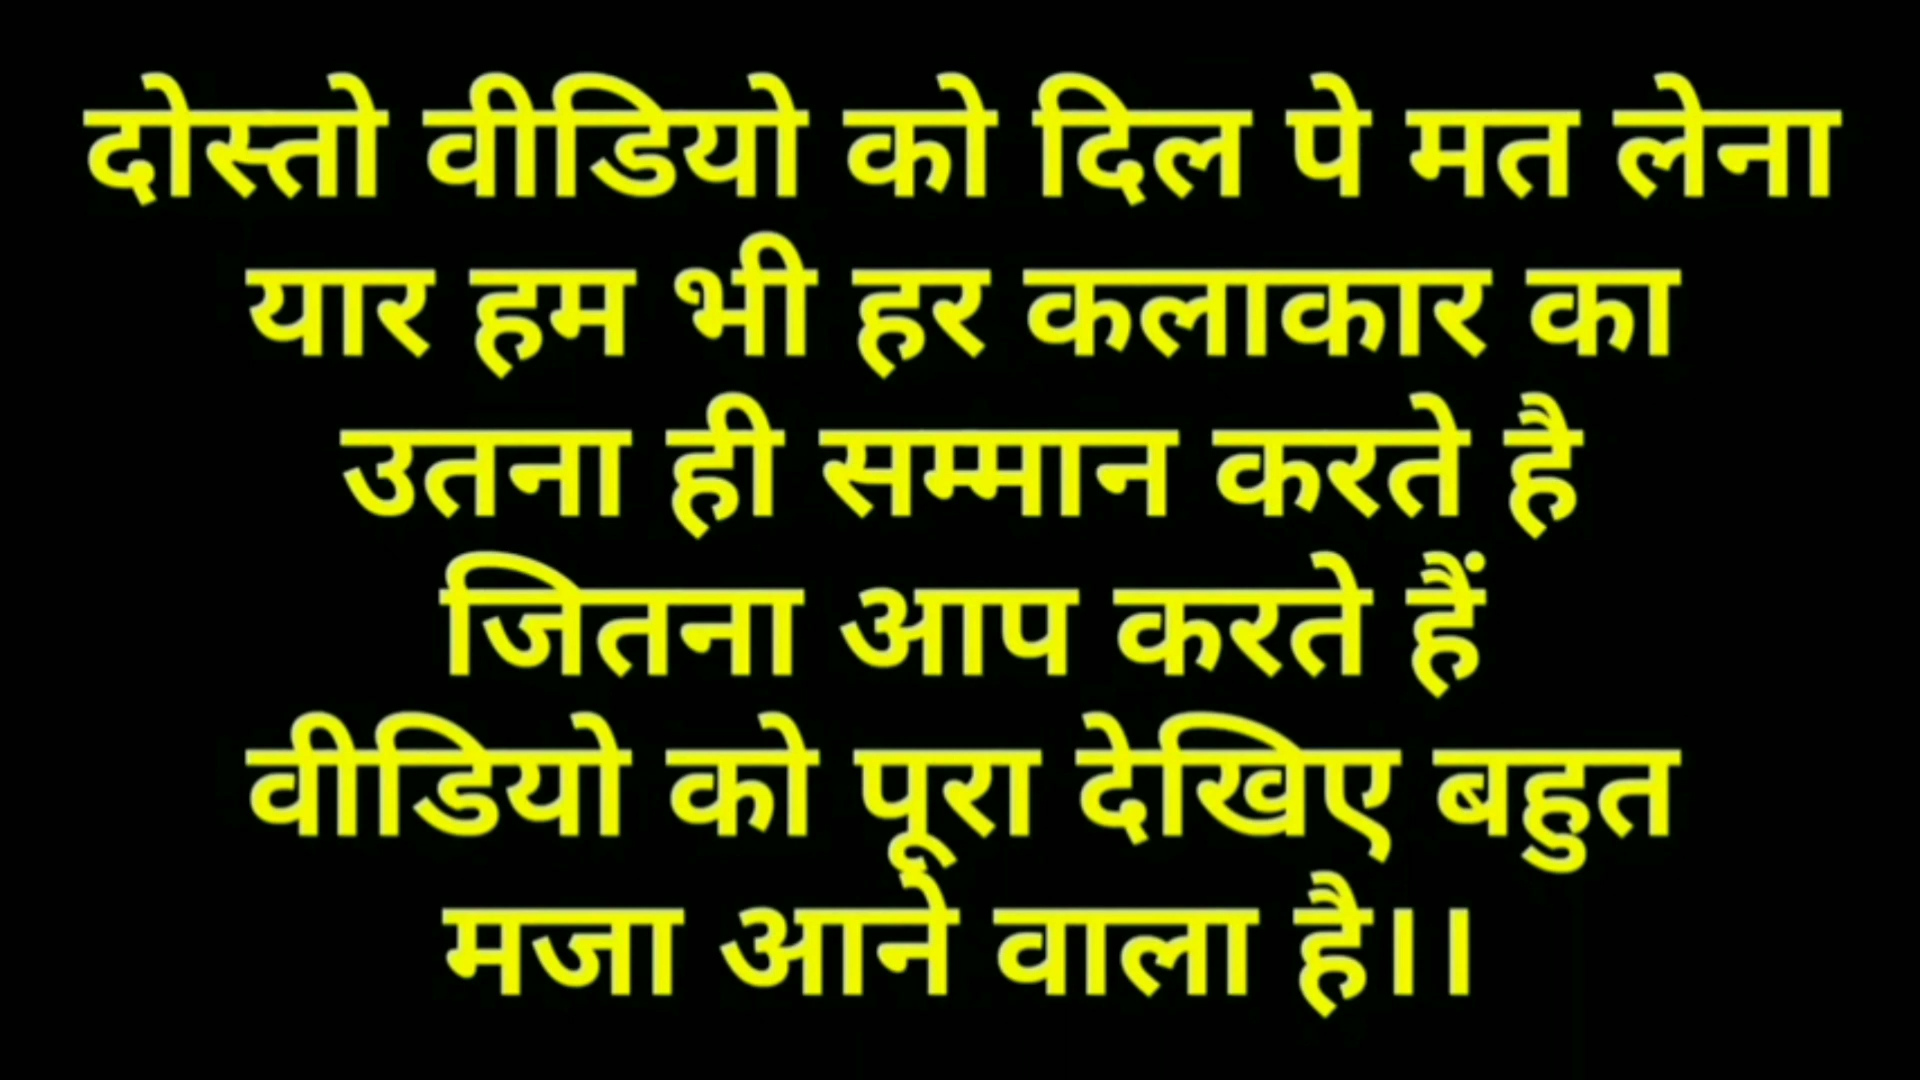 दोस्तो वीडियो को दिल पे मत लेना
यार हम भी हर कलाकार का
उतना ही सम्मान करते है
जितना आप करते हैं
वीडियो को पूरा देखिए बहुत
मजा आने वाला है।।